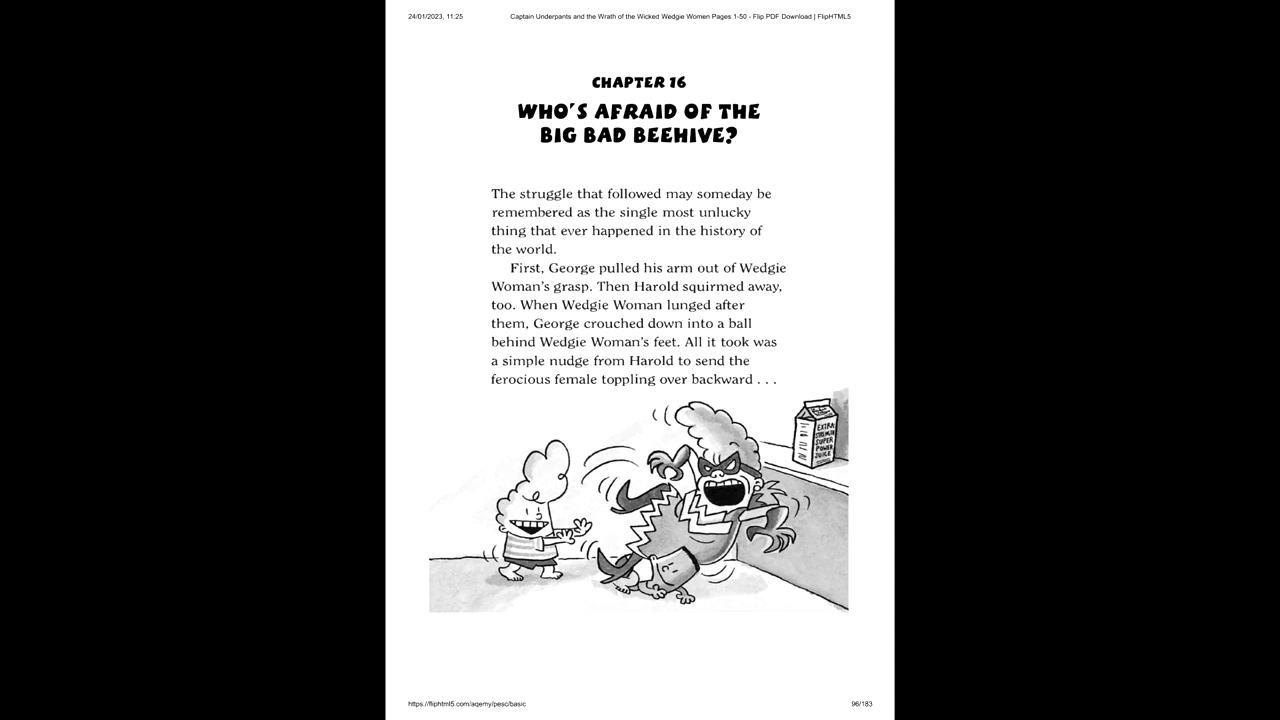 24/01/2023, 11:25 Captain Underpants and the Wrath of the Wicked Wedgie Women Pages 1-50 - Flip PDF Download | FlipHTML5
CHAPTER 16
WHO'S AFRAID OF THE
BIG BAD BEEHIVE?
The struggle that followed may someday be
remembered as the single most unlucky
thing that ever happened in the history of
the world.
First, George pulled his arm out of Wedgie
Woman's grasp. Then Harold squirmed away,
too. When Wedgie Woman lunged after
them, George crouched down into a ball
behind Wedgie Woman's feet. All it took was
a simple nudge from Harold to send the
ferocious female toppling over backward . . .
EXTRA
STRENGTH
SUPER
POWER
JUICE
https://fliphtml5.com/aqemy/pesc/basic 96/183